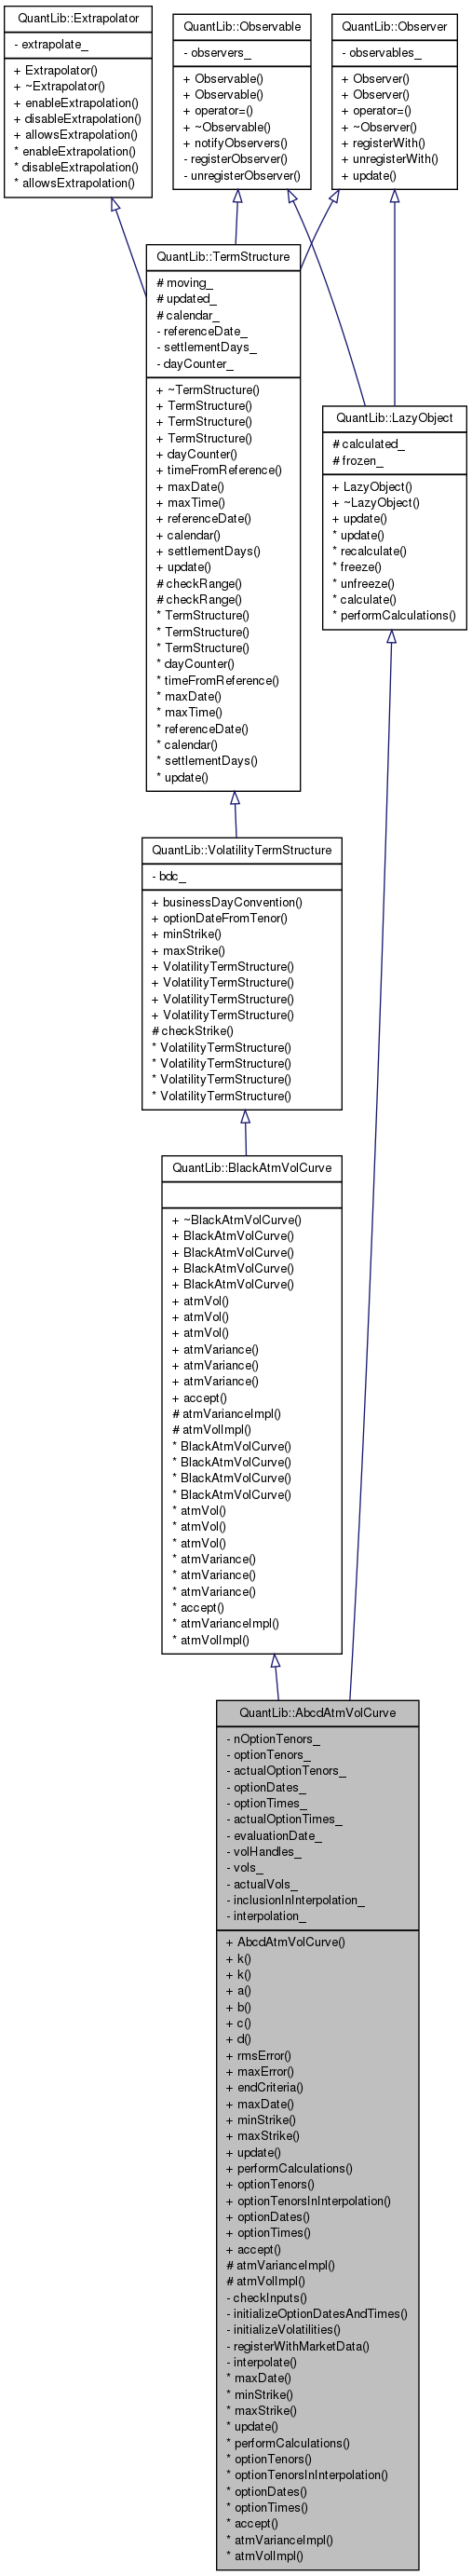 QuantLib::Extrapolator
- extrapolate_
+ Extrapolator()
+ ~Extrapolator()
+ enableExtrapolation()
+ disableExtrapolation()
+ allowsExtrapolation()
* enableExtrapolation()
* disableExtrapolation()
* allowsExtrapolation()
QuantLib::Observable
- observers_
+ Observable()
+ Observable()
+ operator=()
+ ~Observable()
+ notifyObservers()
- registerObserver()
- unregisterObserver()
QuantLib::Observer
- observables_
+ Observer()
+ Observer()
+ operator=()
+ ~Observer()
+ registerWith()
+ unregisterWith()
+ update()
QuantLib::TermStructure
# moving_
# updated_
# calendar_
- referenceDate_
- settlementDays_
- dayCounter_
+ ~TermStructure()
+ TermStructure()
+ TermStructure()
+ TermStructure()
+ dayCounter()
+ timeFromReference()
+ maxDate()
+ maxTime()
+ referenceDate()
+ calendar()
+ settlementDays()
+ update()
# checkRange()
# checkRange()
* TermStructure()
* TermStructure()
* TermStructure()
* dayCounter()
* timeFromReference()
* maxDate()
* maxTime()
* referenceDate()
* calendar()
* settlementDays()
* update()
QuantLib::LazyObject
# calculated_
# frozen_
+ LazyObject()
+ ~LazyObject()
+ update()
* update()
* recalculate()
* freeze()
* unfreeze()
* calculate()
* performCalculations()
QuantLib::VolatilityTermStructure
- bdc_
+ businessDayConvention()
+ optionDateFromTenor()
+ minStrike()
+ maxStrike()
+ VolatilityTermStructure()
+ VolatilityTermStructure()
+ VolatilityTermStructure()
+ VolatilityTermStructure()
# checkStrike()
* VolatilityTermStructure()
* VolatilityTermStructure()
* VolatilityTermStructure()
* VolatilityTermStructure()
QuantLib::BlackAtmVolCurve
+ ~BlackAtmVolCurve()
+ BlackAtmVolCurve()
+ BlackAtmVolCurve()
+ BlackAtmVolCurve()
+ BlackAtmVolCurve()
+ atmVol()
+ atmVol()
+ atmVol()
+ atmVariance()
+ atmVariance()
+ atmVariance()
+ accept()
# atmVarianceImpl()
# atmVolImpl()
* BlackAtmVolCurve()
* BlackAtmVolCurve()
* BlackAtmVolCurve()
* BlackAtmVolCurve()
* atmVol()
* atmVol()
* atmVol()
* atmVariance()
* atmVariance()
* atmVariance()
* accept()
* atmVarianceImpl()
* atmVolImpl()
QuantLib::AbcdAtmVolCurve
- nOptionTenors_
- optionTenors_
- actualOptionTenors_
- optionDates_
- optionTimes_
- actualOptionTimes_
- evaluationDate_
- volHandles_
- vols_
- actualVols_
- inclusionInInterpolation_
- interpolation_
+ AbcdAtmVolCurve()
+ k()
+ k()
+ a()
+ b()
+ c()
+ d()
+ rmsError()
+ maxError()
+ endCriteria()
+ maxDate()
+ minStrike()
+ maxStrike()
+ update()
+ performCalculations()
+ optionTenors()
+ optionTenorsInInterpolation()
+ optionDates()
+ optionTimes()
+ accept()
# atmVarianceImpl()
# atmVolImpl()
- checkInputs()
- initializeOptionDatesAndTimes()
- initializeVolatilities()
- registerWithMarketData()
- interpolate()
* maxDate()
* minStrike()
* maxStrike()
* update()
* performCalculations()
* optionTenors()
* optionTenorsInInterpolation()
* optionDates()
* optionTimes()
* accept()
* atmVarianceImpl()
* atmVolImpl()